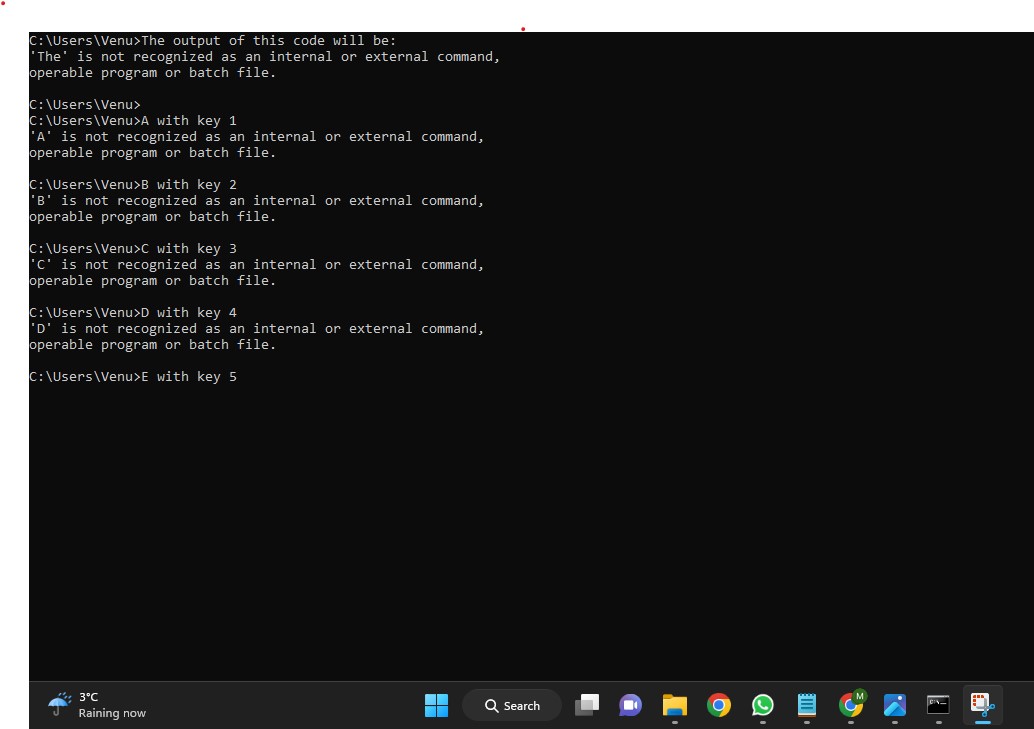 C:\Users\Venu>The output of this code will be:
'The' is not recognized as an internal or external command,
operable program or batch file.
C:\Users\Venu>
C:\Users\Venu>A with key 1
'A' is not recognized as an internal or external command,
operable program or batch file.
C:\Users\Venu>B with key 2
'B' is not recognized as an internal or external command,
operable program or batch file.
C:\Users\Venu>C with key 3
'C' is not recognized as an internal or external command,
operable program or batch file.
C:\Users\Venu>D with key 4
'D' is not recognized as an internal or external command,
operable program or batch file.
C:\Users\Venu>E with key 5
3°C
Raining now
Search
M